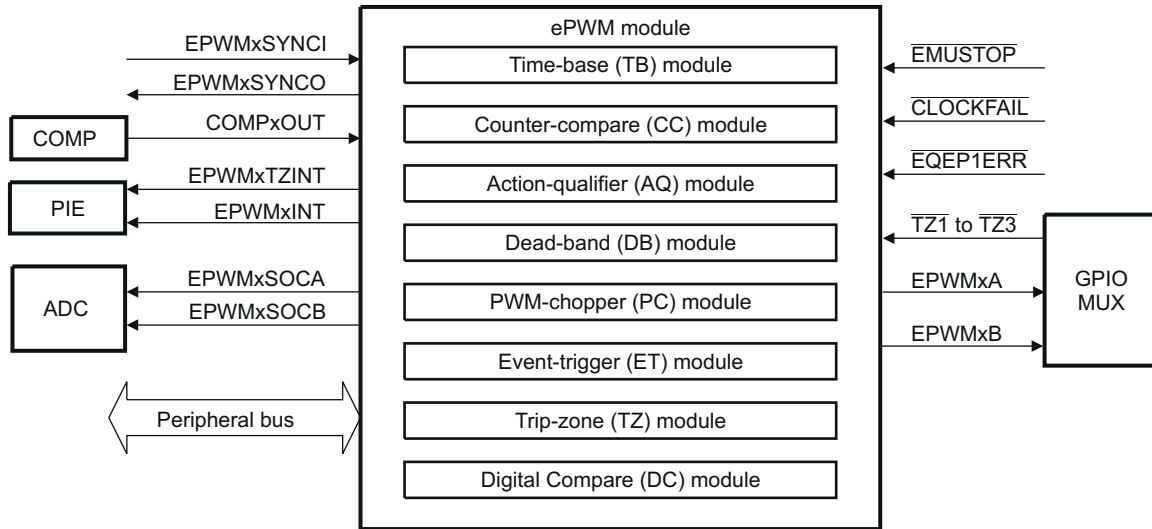 ePWM module
EPWMxSYNCI
EPWMxSYNCO
COMP
COMPxOUT
PIE
EPWMxTZINT
EPWMxINT
ADC
EPWMxSOCA
EPWMxSOCB
Peripheral bus
Time-base (TB) module
Counter-compare (CC) module
Action-qualifier (AQ) module
Dead-band (DB) module
PWM-chopper (PC) module
Event-trigger (ET) module
Trip-zone (TZ) module
Digital Compare (DC) module
EMUSTOP
CLOCKFAIL
EQEP1ERR
TZ1 to TZ3
EPWMxA
EPWMxB
GPIO
MUX